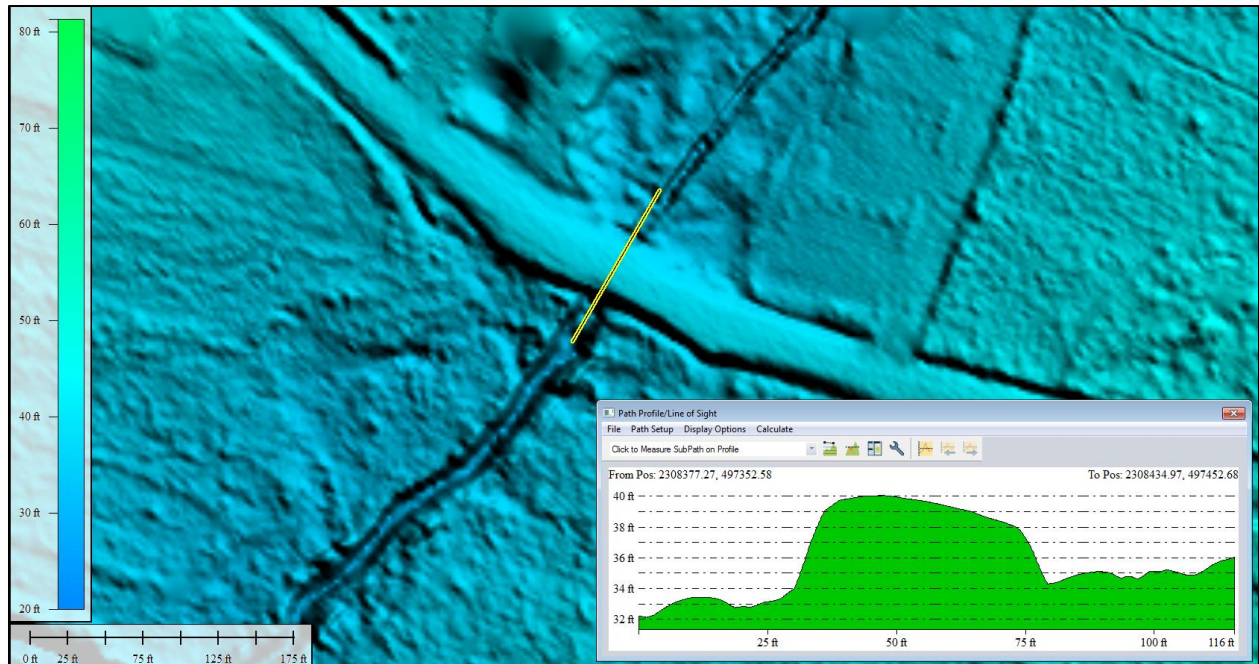 80 ft
70 ft
60 ft
50 ft
40 ft
30 ft
20 ft
0 ft 25 ft 75 ft 125 ft 175 ft
Path Profile/Line of Sight
File Path Setup Display Options Calculate
Click to Measure SubPath on Profile
From Pos: 2308377.27, 497352.58 To Pos: 2308434.97, 497452.68
40 ft
38 ft
36 ft
34 ft
32 ft
25 ft 50 ft 75 ft 100 ft 116 ft